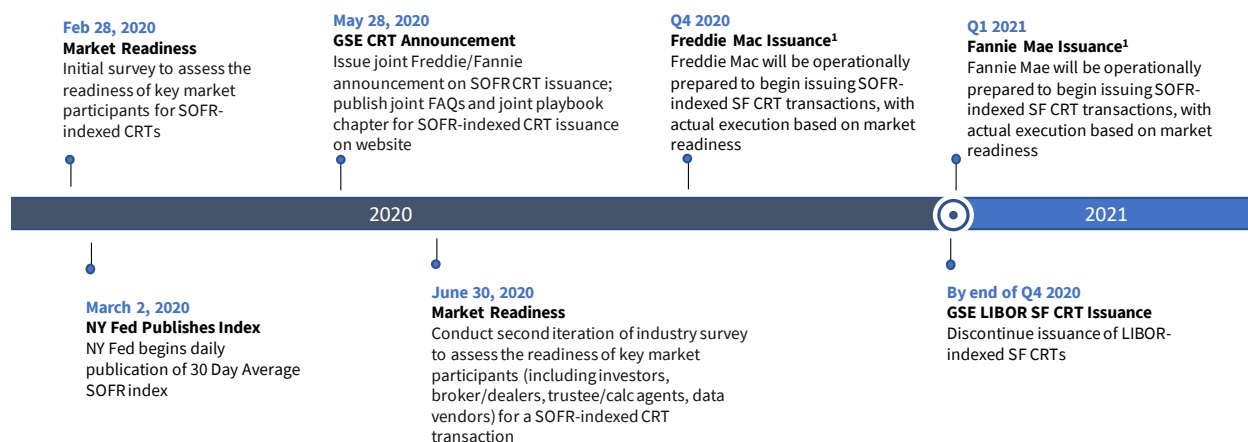 Feb 28, 2020
Market Readiness
Initial survey to assess the
readiness of key market
participants for SOFR-
indexed CRTs
May 28, 2020
GSE CRT Announcement
Issue joint Freddie/Fannie
announcement on SOFR CRT issuance;
publish joint FAQs and joint playbook
chapter for SOFR-indexed CRT issuance
on website
Q4 2020
Freddie Mac Issuance¹
Freddie Mac will be operationally
prepared to begin issuing SOFR-
indexed SF CRT transactions, with
actual execution based on market
readiness
Q1 2021
Fannie Mae Issuance¹
Fannie Mae will be operationally
prepared to begin issuing SOFR-
indexed SF CRT transactions, with
actual execution based on market
readiness
2020
2021
March 2, 2020
NY Fed Publishes Index
NY Fed begins daily
publication of 30 Day Average
SOFR index
June 30, 2020
Market Readiness
Conduct second iteration of industry survey
to assess the readiness of key market
participants (including investors,
broker/dealers, trustee/calc agents, data
vendors) for a SOFR-indexed CRT
transaction
By end of Q4 2020
GSE LIBOR SF CRT Issuance
Discontinue issuance of LIBOR-
indexed SF CRTs